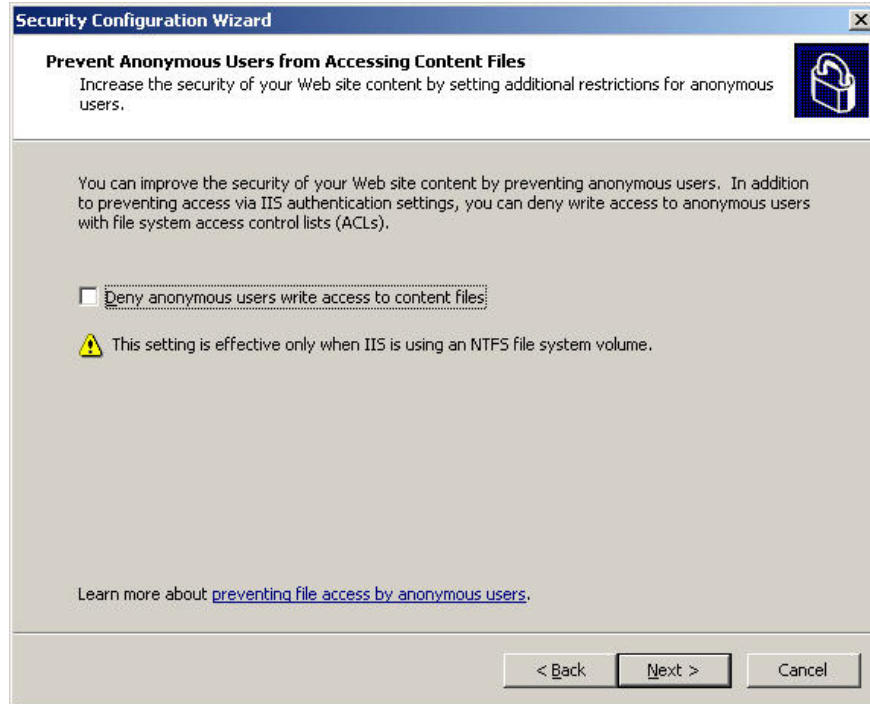 Security Configuration Wizard
Prevent Anonymous Users from Accessing Content Files
Increase the security of your Web site content by setting additional restrictions for anonymous
users.
You can improve the security of your Web site content by preventing anonymous users.  In addition
to preventing access via IIS authentication settings, you can deny write access to anonymous users
with file system access control lists (ACLs).
Deny anonymous users write access to content files
This setting is effective only when IIS is using an NTFS file system volume.
Learn more about preventing file access by anonymous users.
< Back
Next >
Cancel